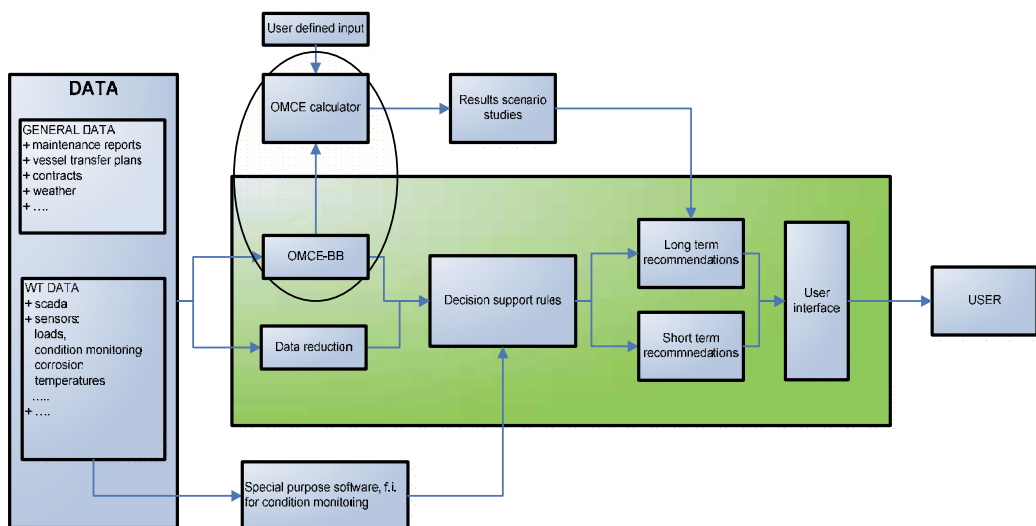 User defined input
DATA
GENERAL DATA
+ maintenance reports
+ vessel transfer plans
+ contracts
+ weather
+ ....
OMCE calculator
Results scenario
studies
WT DATA
+ scada
+ sensors:
loads,
condition monitoring
corrosion
temperatures
.....
+ ....
OMCE-BB
Data reduction
Decision support rules
Long term
recommendations
Short term
recommnedations
User
interface
USER
Special purpose software, f.i.
for condition monitoring